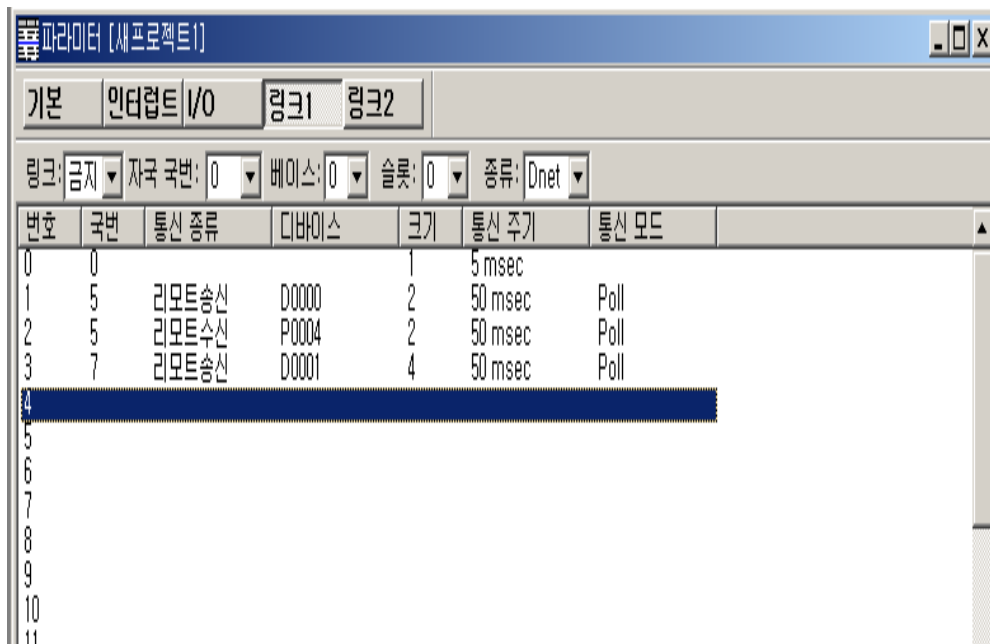 파라미터 [새프로젝트1]
기본 인터럽트 I/O 링크1 링크2
링크: 금지 자국 국번: 0 베이스: 0 슬롯: 0 종류: Dnet
번호 국번 통신 종류 디바이스 크기 통신 주기 통신 모드
0 0 1 5 msec
1 5 리모트송신 D0000 2 50 msec Poll
2 5 리모트수신 P0004 2 50 msec Poll
3 7 리모트송신 D0001 4 50 msec Poll
4
5
6
7
8
9
10
11